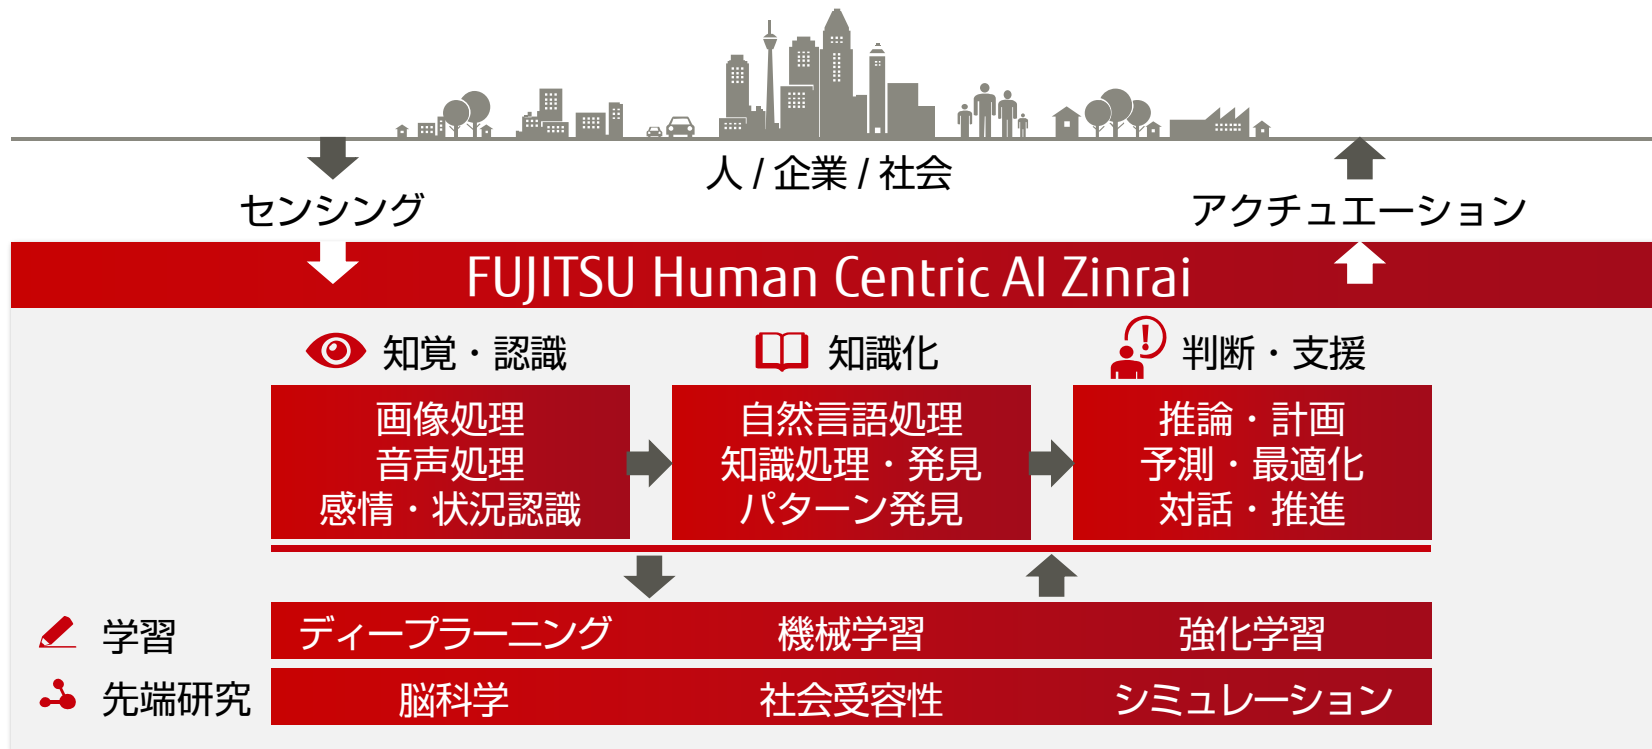 人 / 企業 / 社会
センシング
アクチュエーション
FUJITSU Human Centric AI Zinrai
知覚・認識
知識化
判断・支援
画像処理
音声処理
感情・状況認識
自然言語処理
知識処理・発見
パターン発見
推論・計画
予測・最適化
対話・推進
学習
ディープラーニング
機械学習
強化学習
先端研究
脳科学
社会受容性
シミュレーション